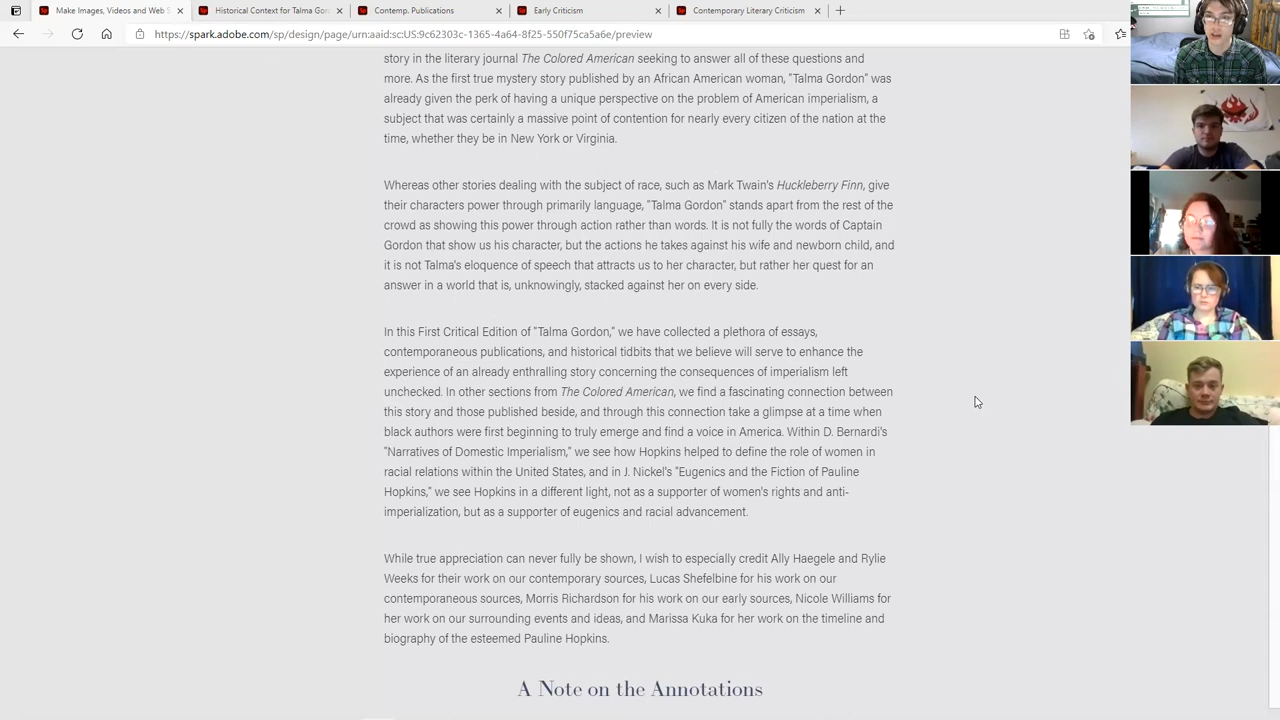 Make Images, Videos and Web S
Historical Context for Talma Gord
Contemp. Publications
Early Criticism
Contemporary Literary Criticism
https://spark.adobe.com/sp/design/page/urn:aaid:sc:US:3c8
-8f25-250f75ca5a6e/preview
story in the literary journal The Colored American seeking to answer all of these questions and
more. As the first true mystery story published by an African American woman, "Talma Gordon" was
already given the perk of having a unique perspective on the problem of American imperialism, a
subject that was certainly an active point of contention for nearly every citizen of the nation at the
time, whether they be in New York or Virginia.
Whereas other stories dealing with the subject of race, such as Mark Twain's Huckleberry Finn, give
their characters power through primarily language, "Talma Gordon" stands apart from the rest of the
crowd as showing its power through action rather than words. It is not fully the words of Captain
Gordon that show us his character, but the actions he takes against his wife and newborn child, and
it is not Talma's eloquence of speech that attracts us to her character, but rather her quest for an
answer in a world that is, unknowingly, stacked against her on every side.
In this First Critical Edition of "Talma Gordon," we have collected a plethora of essays,
contemporaneous publications, and historical tidbits that we believe will serve to enhance the
experience of an already enthralling story concerning the consequences of imperialism left
unchecked. In other sections from The Colored American, we find a fascinating connection between
this story and those published beside, and through this connection take a glimpse at a time when
black authors were first beginning to truly emerge and find a voice in America. Within D. Bernardi's
"Narratives of Domestic Imperialism," we see how Hopkins helped to define the role of women in
racial relations within the United States, and in J. Nickel's "Eugenics and the Fiction of Pauline
Hopkins," we see Hopkins in a different light, not as a supporter of women's rights and anti-
imperialization, but as a supporter of eugenics and racial advancement.
While true appreciation can never fully be shown, I wish to especially credit Ally Haegele and Rylie
Weeks for their work on our contemporary sources, Lucas Shefelbine for his work on our
contemporaneous sources, Morris Richardson for his work on our early sources, Nicole Williams for
her work on our surrounding events and ideas, and Marissa Kuka for her work on the timeline and
biography of the esteemed Pauline Hopkins.
A Note on the Annotations